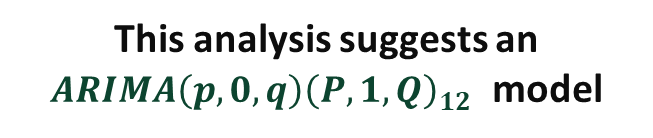 This analysis suggests an
ARIMA(p, 0, q)(P, 1, Q)₁₂ model